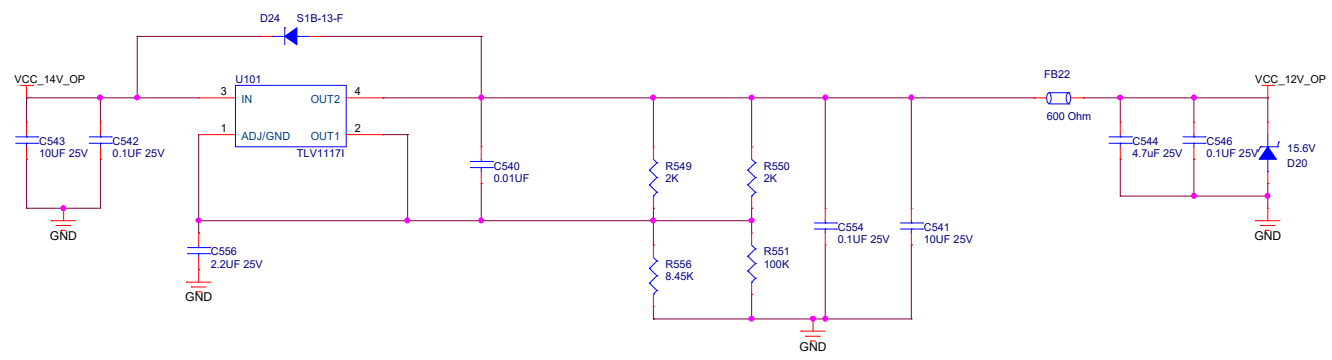 D24 S1B-13-F
VCC_14V_OP
U101
3 IN OUT2 4
1 ADJ/GND OUT1 2
TLV1117I
C543
10UF 25V
C542
0.1UF 25V
GND
C556
2.2UF 25V
GND
C540
0.01UF
R549
2K
R550
2K
R556
8.45K
R551
100K
C554
0.1UF 25V
C541
10UF 25V
GND
FB22
600 Ohm
VCC_12V_OP
C544
4.7uF 25V
C546
0.1UF 25V
15.6V
D20
GND